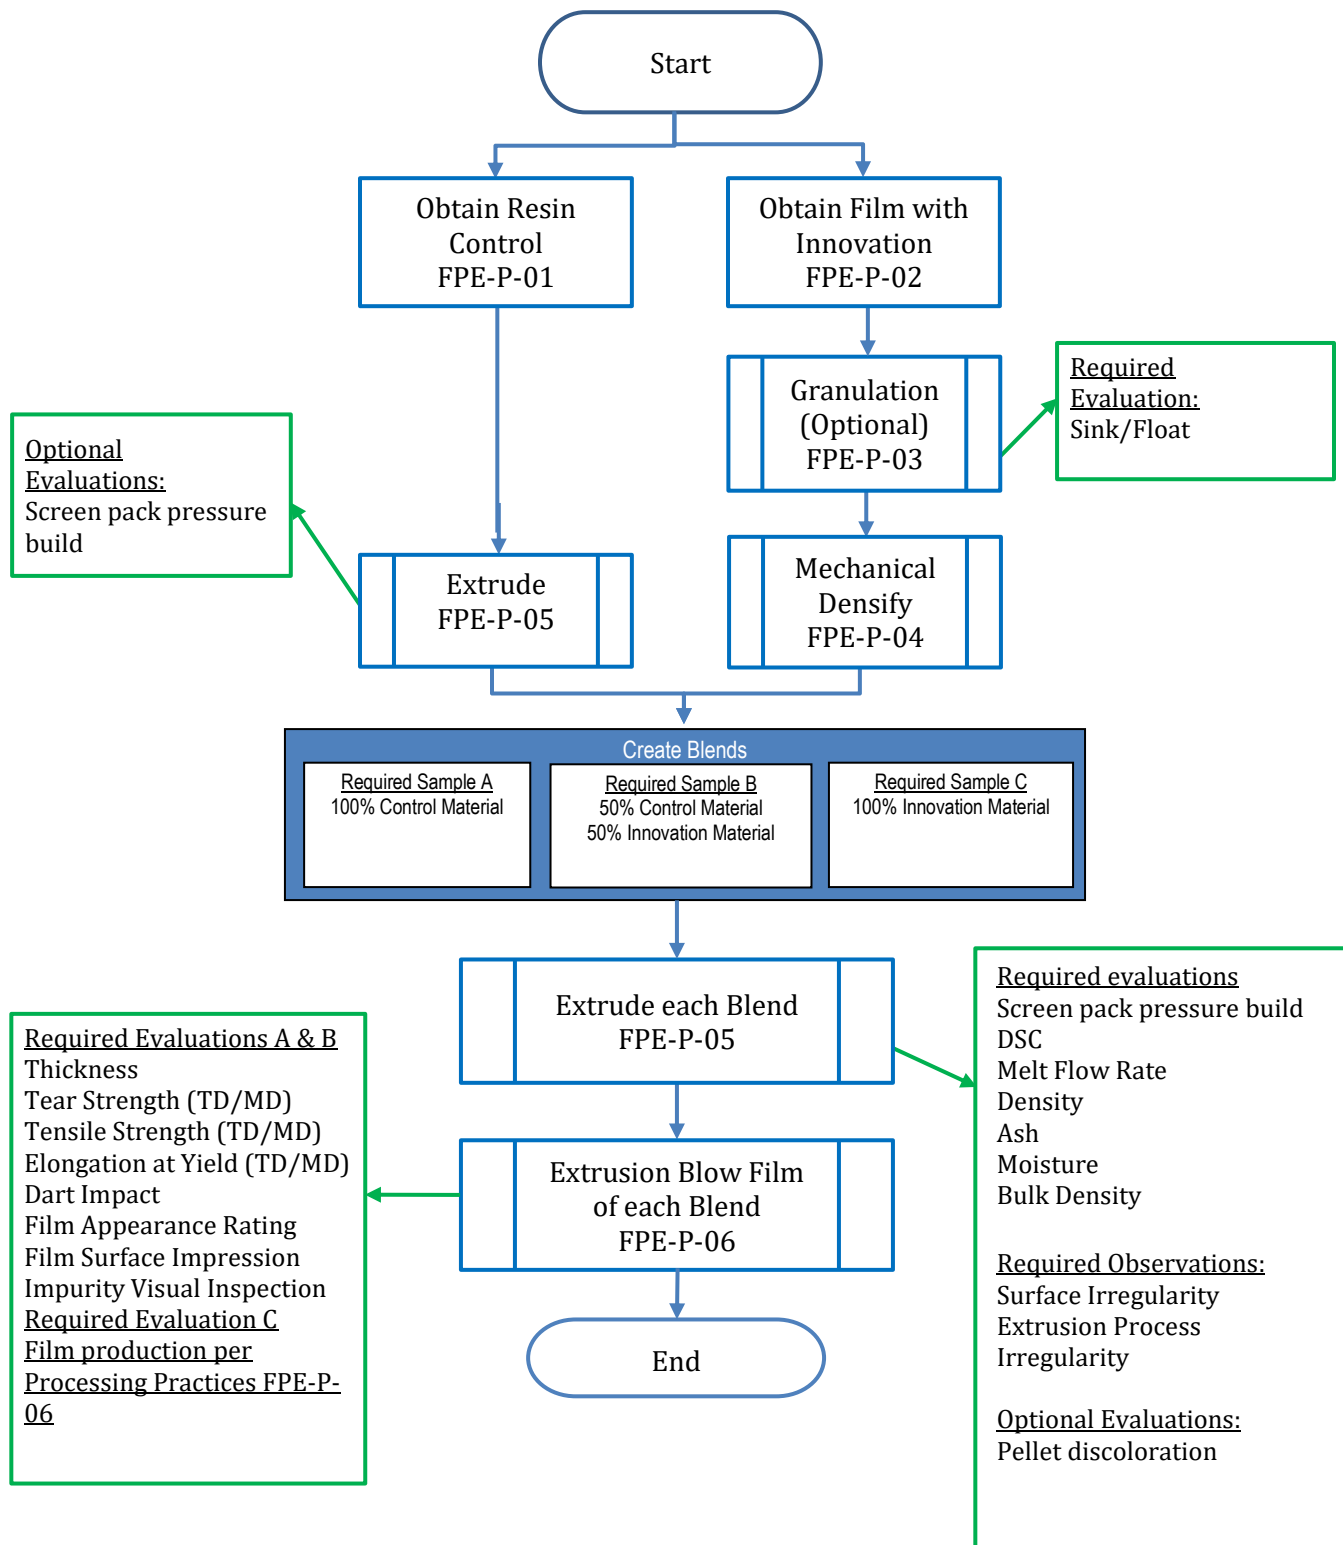 Start
Obtain Resin
Control
FPE-P-01
Obtain Film with
Innovation
FPE-P-02
Granulation
(Optional)
FPE-P-03
Required
Evaluation:
Sink/Float
Optional
Evaluations:
Screen pack pressure
build
Extrude
FPE-P-05
Mechanical
Densify
FPE-P-04
Create Blends
Required Sample A
100% Control Material
Required Sample B
50% Control Material
50% Innovation Material
Required Sample C
100% Innovation Material
Extrude each Blend
FPE-P-05
Required evaluations
Screen pack pressure build
DSC
Melt Flow Rate
Density
Ash
Moisture
Bulk Density
Required Observations:
Surface Irregularity
Extrusion Process
Irregularity
Optional Evaluations:
Pellet discoloration
Required Evaluations A & B
Thickness
Tear Strength (TD/MD)
Tensile Strength (TD/MD)
Elongation at Yield (TD/MD)
Dart Impact
Film Appearance Rating
Film Surface Impression
Impurity Visual Inspection
Required Evaluation C
Film production per
Processing Practices FPE-P-
06
Extrusion Blow Film
of each Blend
FPE-P-06
End